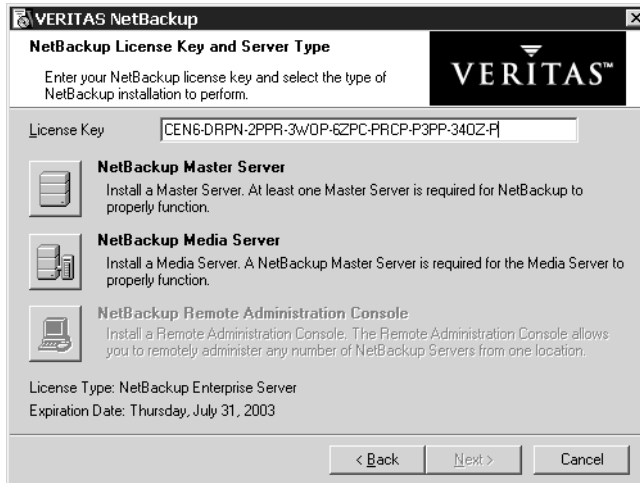 VERITAS NetBackup
NetBackup License Key and Server Type
Enter your NetBackup license key and select the type of
NetBackup installation to perform.
VERITAS™
License Key
CEN6-DRPN-2PPR-3WOP-6ZPC-PRCP-P3PP-34OZ-P
NetBackup Master Server
Install a Master Server. At least one Master Server is required for NetBackup to
properly function.
NetBackup Media Server
Install a Media Server. A NetBackup Master Server is required for the Media Server to
properly function.
NetBackup Remote Administration Console
Install a Remote Administration Console. The Remote Administration Console allows
you to remotely administer any number of NetBackup Servers from one location.
License Type: NetBackup Enterprise Server
Expiration Date: Thursday, July 31, 2003
< Back
Next >
Cancel